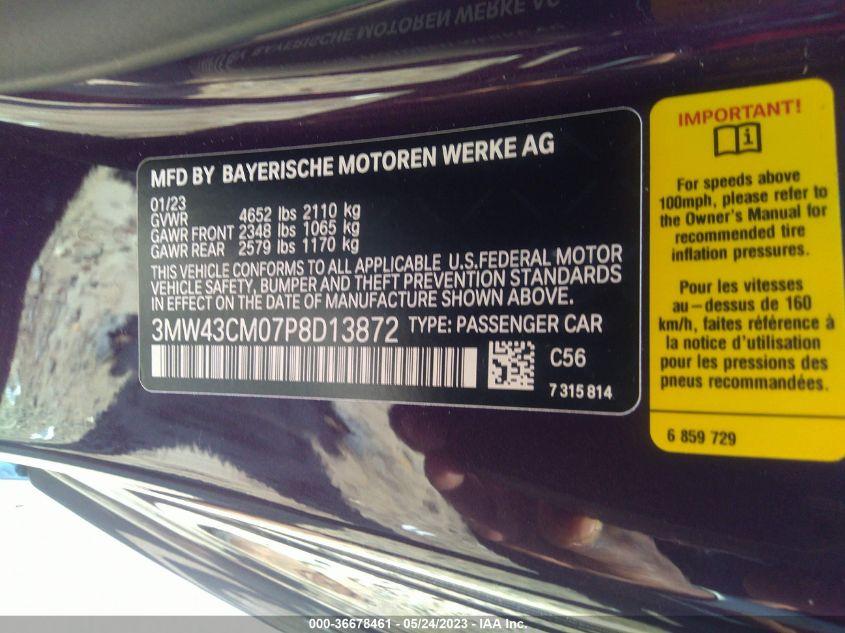 MFD BY BAYERISCHE MOTOREN WERKE AG
01/23
GVWR 4652 lbs 2110 kg
GAWR FRONT 2348 lbs 1065 kg
GAWR REAR 2579 lbs 1170 kg
THIS VEHICLE CONFORMS TO ALL APPLICABLE U.S.FEDERAL MOTOR
VEHICLE SAFETY, BUMPER AND THEFT PREVENTION STANDARDS
IN EFFECT ON THE DATE OF MANUFACTURE SHOWN ABOVE.
3MW43CM07P8D13872 TYPE: PASSENGER CAR
C56
7 315 814
IMPORTANT!
For speeds above
100mph, please refer to
the Owner's Manual for
recommended tire
inflation pressures.
Pour les vitesses
au-dessus de 160
km/h, faites référence à
la notice d'utilisation
pour les pressions des
pneus recommandées.
6 859 729
000-36678461 - 05/24/2023 - IAA Inc.